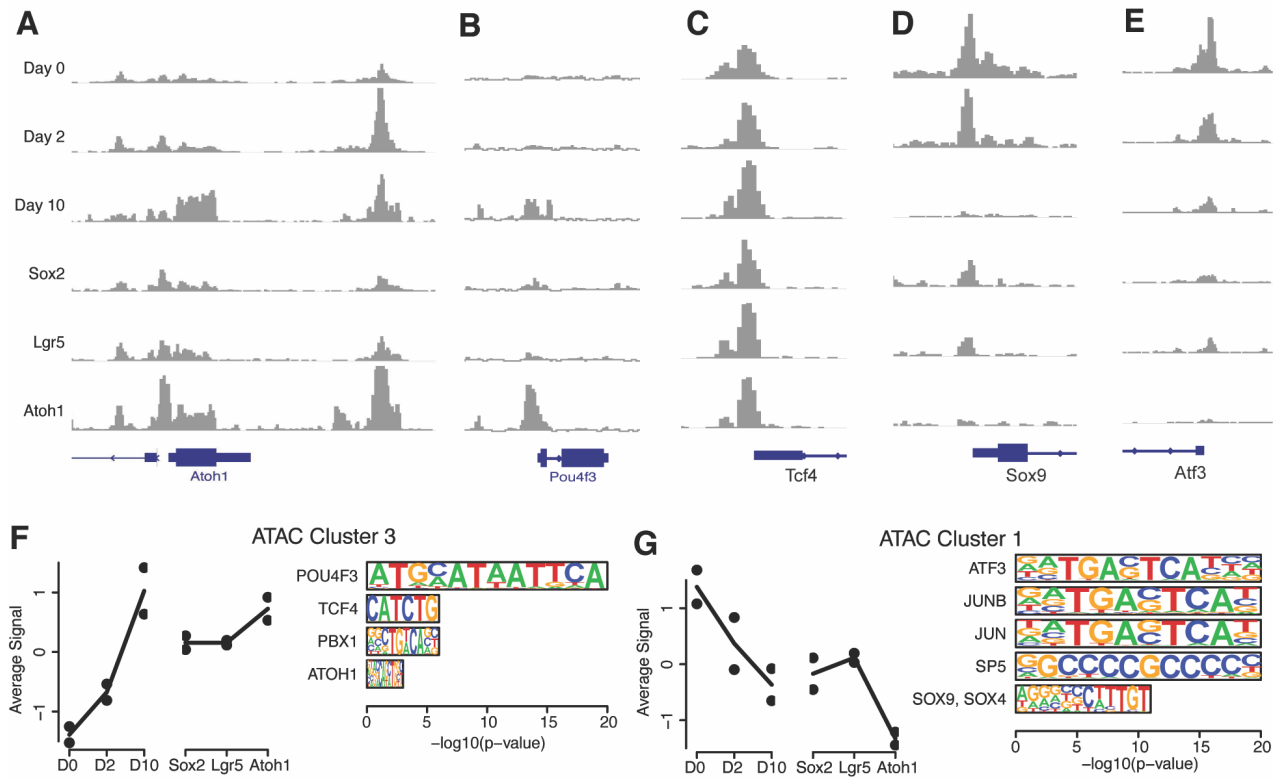 A
B
C
D
E
Day 0
Day 2
Day 10
Sox2
Lgr5
Atoh1
Atoh1
Pou4f3
Tcf4
Sox9
Atf3
F
ATAC Cluster 3
Average Signal
1
0
−1
D0 D2 D10 Sox2 Lgr5 Atoh1
POU4F3
ATGCATAATTCA
TCF4
CATCTG
PBX1
ATOH1
0 5 10 15 20
−log10(p-value)
G
ATAC Cluster 1
Average Signal
1
0
−1
D0 D2 D10 Sox2 Lgr5 Atoh1
ATF3
JUNB
JUN
SP5
SOX9, SOX4
0 5 10 15 20
−log10(p-value)